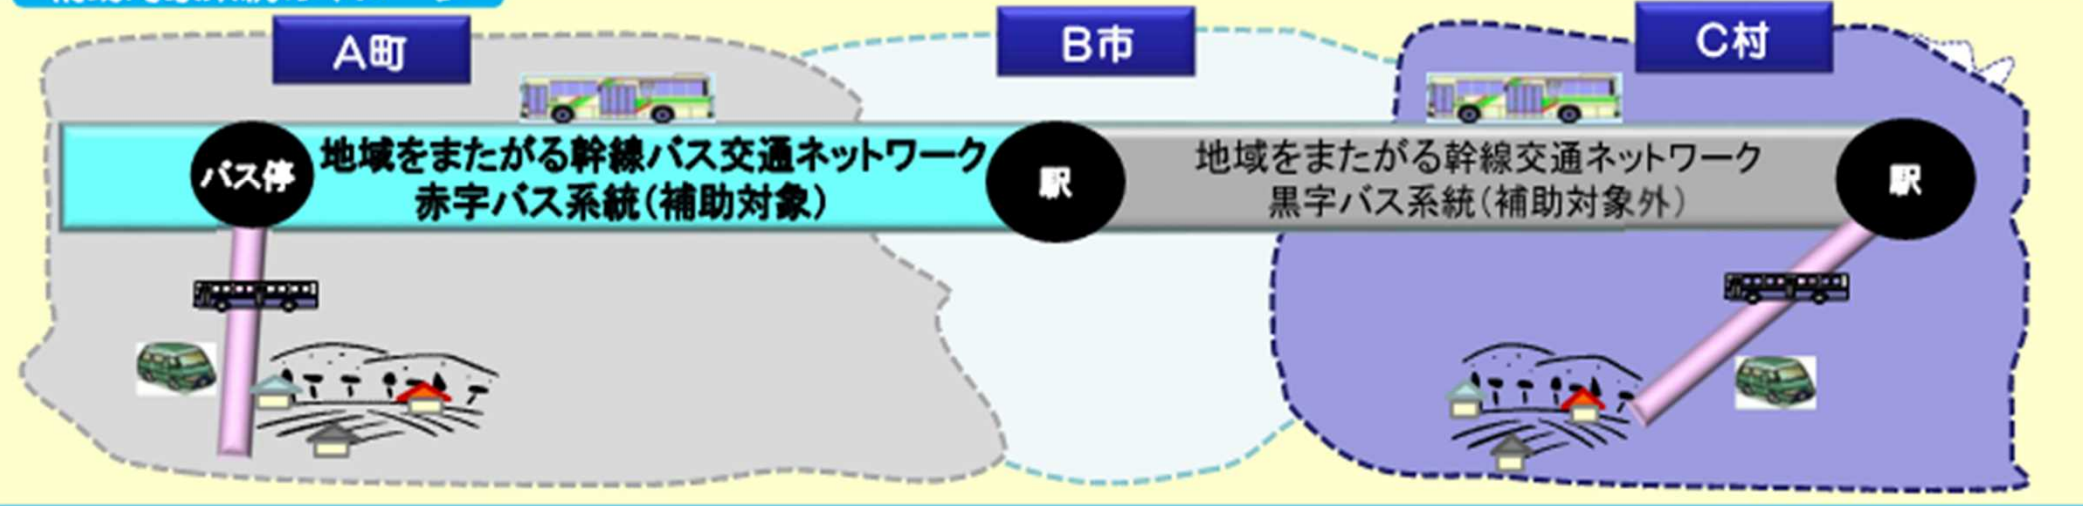 A町
B市
C村
バス停
地域をまたがる幹線バス交通ネットワーク
赤字バス系統(補助対象)
駅
地域をまたがる幹線交通ネットワーク
黒字バス系統(補助対象外)
駅